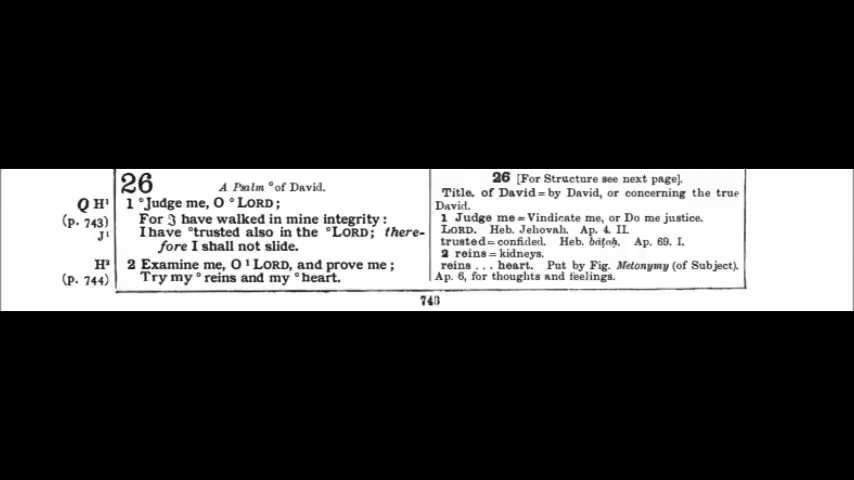 26
A Psalm °of David.
Q H¹ 1 °Judge me, O °LORD;
(p. 743) For ℑ have walked in mine integrity:
J¹ I have °trusted also in the °LORD; there-
fore I shall not slide.
H² 2 Examine me, O ¹ LORD, and prove me;
(p. 744) Try my °reins and my °heart.
26 [For Structure see next page].
Title. of David = by David, or concerning the true
David.
1 Judge me = Vindicate me, or Do me justice.
LORD. Heb. Jehovah. Ap. 4. II.
trusted = confided. Heb. bāṭaḥ. Ap. 69. I.
2 reins = kidneys.
reins . . . heart. Put by Fig. Metonymy (of Subject),
Ap. 6, for thoughts and feelings.
743